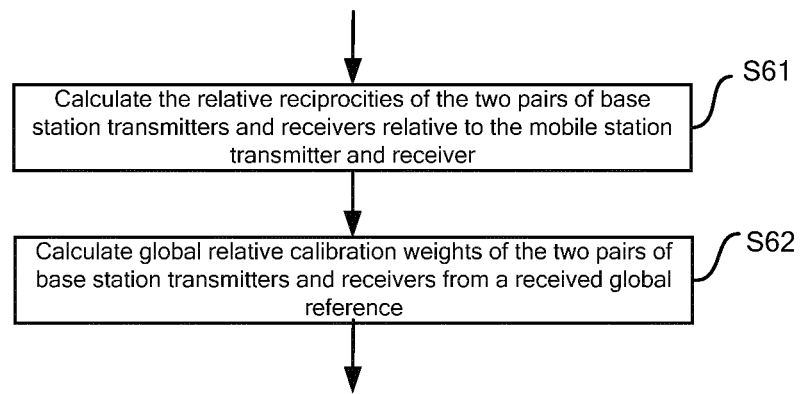 S61
Calculate the relative reciprocities of the two pairs of base
station transmitters and receivers relative to the mobile station
transmitter and receiver
S62
Calculate global relative calibration weights of the two pairs of
base station transmitters and receivers from a received global
reference